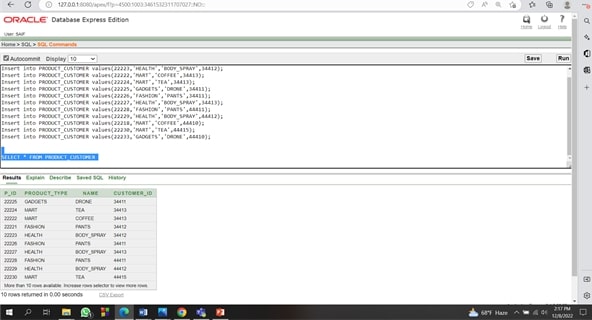 127.0.0.1:8080/apex/f?p=4500:1003:3461532311707027::NO:::
ORACLE Database Express Edition
User: SAIF
Home Logout Help
Home > SQL > SQL Commands
Autocommit Display 10 Save Run
Insert into PRODUCT_CUSTOMER values(22223,'HEALTH','BODY_SPRAY',34412);
Insert into PRODUCT_CUSTOMER values(22222,'MART','COFFEE',34413);
Insert into PRODUCT_CUSTOMER values(22224,'MART','TEA',34413);
Insert into PRODUCT_CUSTOMER values(22225,'GADGETS','DRONE',34411);
Insert into PRODUCT_CUSTOMER values(22226,'FASHION','PANTS',34411);
Insert into PRODUCT_CUSTOMER values(22227,'HEALTH','BODY_SPRAY',34413);
Insert into PRODUCT_CUSTOMER values(22228,'FASHION','PANTS',44411);
Insert into PRODUCT_CUSTOMER values(22229,'HEALTH','BODY_SPRAY',44412);
Insert into PRODUCT_CUSTOMER values(22218,'MART','COFFEE',44410);
Insert into PRODUCT_CUSTOMER values(22230,'MART','TEA',44415);
Insert into PRODUCT_CUSTOMER values(22233,'GADGETS','DRONE',44410);
SELECT * FROM PRODUCT_CUSTOMER
Results Explain Describe Saved SQL History
P_ID PRODUCT_TYPE NAME CUSTOMER_ID
22225 GADGETS DRONE 34411
22224 MART TEA 34413
22222 MART COFFEE 34413
22221 FASHION PANTS 34412
22223 HEALTH BODY_SPRAY 34412
22226 FASHION PANTS 34411
22227 HEALTH BODY_SPRAY 34413
22228 FASHION PANTS 44411
22229 HEALTH BODY_SPRAY 44412
22230 MART TEA 44415
More than 10 rows available. Increase rows selector to view more rows.
10 rows returned in 0.00 seconds CSV Export
68°F Haze
2:17 PM
12/8/2022